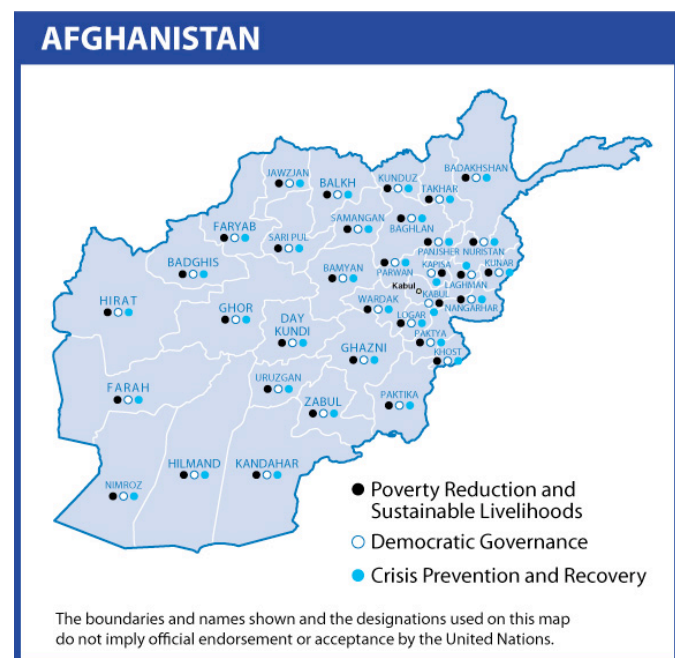 AFGHANISTAN
JAWZJAN
BALKH
KUNDUZ
TAKHAR
BADAKHSHAN
FARYAB
SARI PUL
SAMANGAN
BAGHLAN
BADGHIS
BAMYAN
PARWAN
PANJSHER
NURISTAN
KAPISA
KUNAR
LAGHMAN
Kabul
KABUL
NANGARHAR
HIRAT
GHOR
DAY
KUNDI
WARDAK
LOGAR
PAKTYA
KHOST
GHAZNI
URUZGAN
ZABUL
PAKTIKA
FARAH
NIMROZ
HILMAND
KANDAHAR
Poverty Reduction and
Sustainable Livelihoods
Democratic Governance
Crisis Prevention and Recovery
The boundaries and names shown and the designations used on this map
do not imply official endorsement or acceptance by the United Nations.